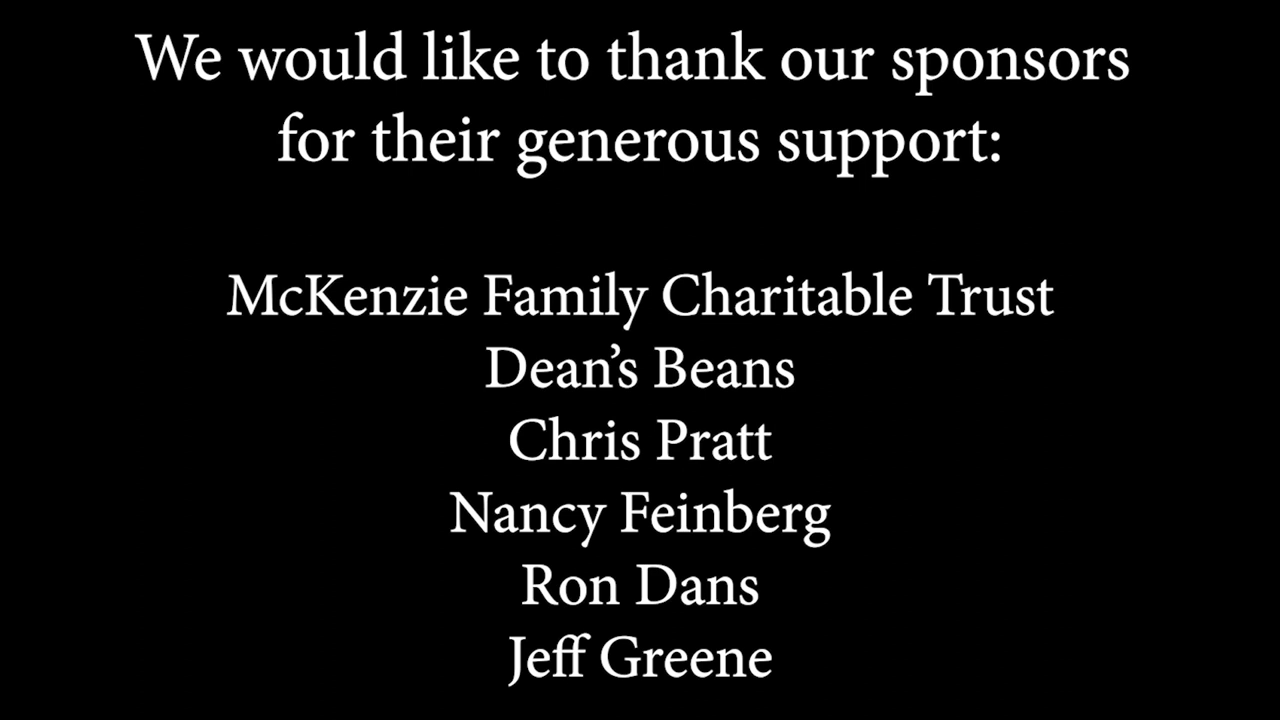 We would like to thank our sponsors
for their generous support:
McKenzie Family Charitable Trust
Dean’s Beans
Chris Pratt
Nancy Feinberg
Ron Dans
Jeff Greene